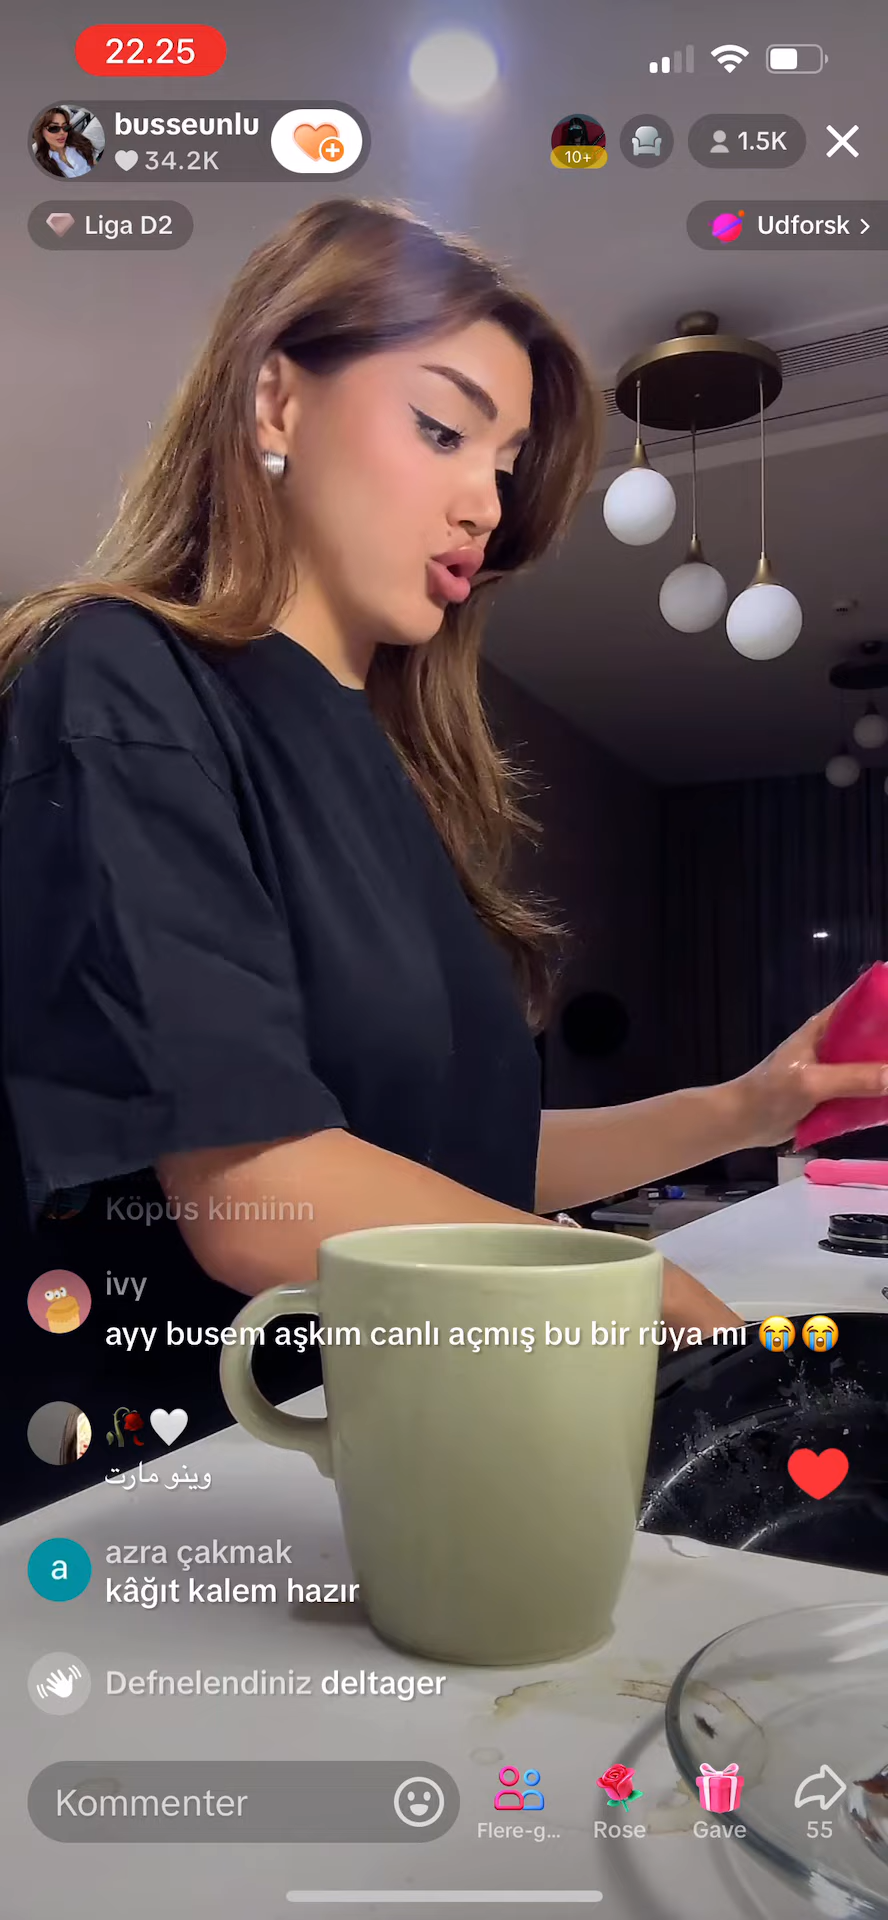 22.25
busseunlu
34.2K
10+
1.5K
Liga D2
Udforsk >
Köpüs kimiinn
ivy
ayy busem aşkım canlı açmış bu bir rüya mı 😭😭
🥀🤍
وينو مارت
a
azra çakmak
kâğıt kalem hazır
Defnelendiniz deltager
Kommenter
Flere-g...
Rose
Gave
55